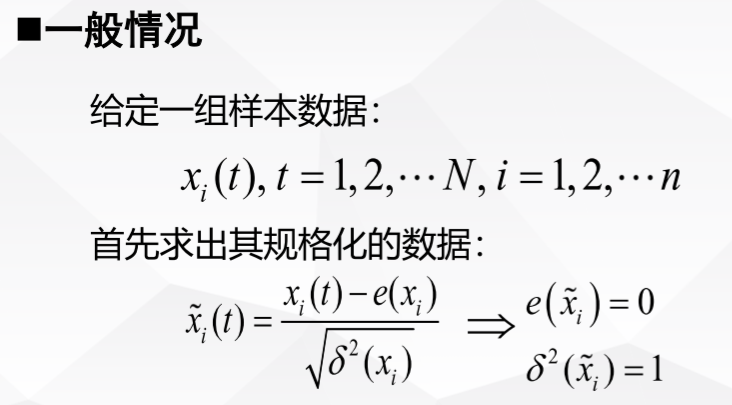 ■一般情况
给定一组样本数据：
x_i(t), t = 1, 2, ⋯ N, i = 1, 2, ⋯ n
首先求出其规格化的数据：
x̃_i(t) = (x_i(t) − e(x_i)) / √(δ²(x_i)) ⇒ e(x̃_i) = 0
δ²(x̃_i) = 1